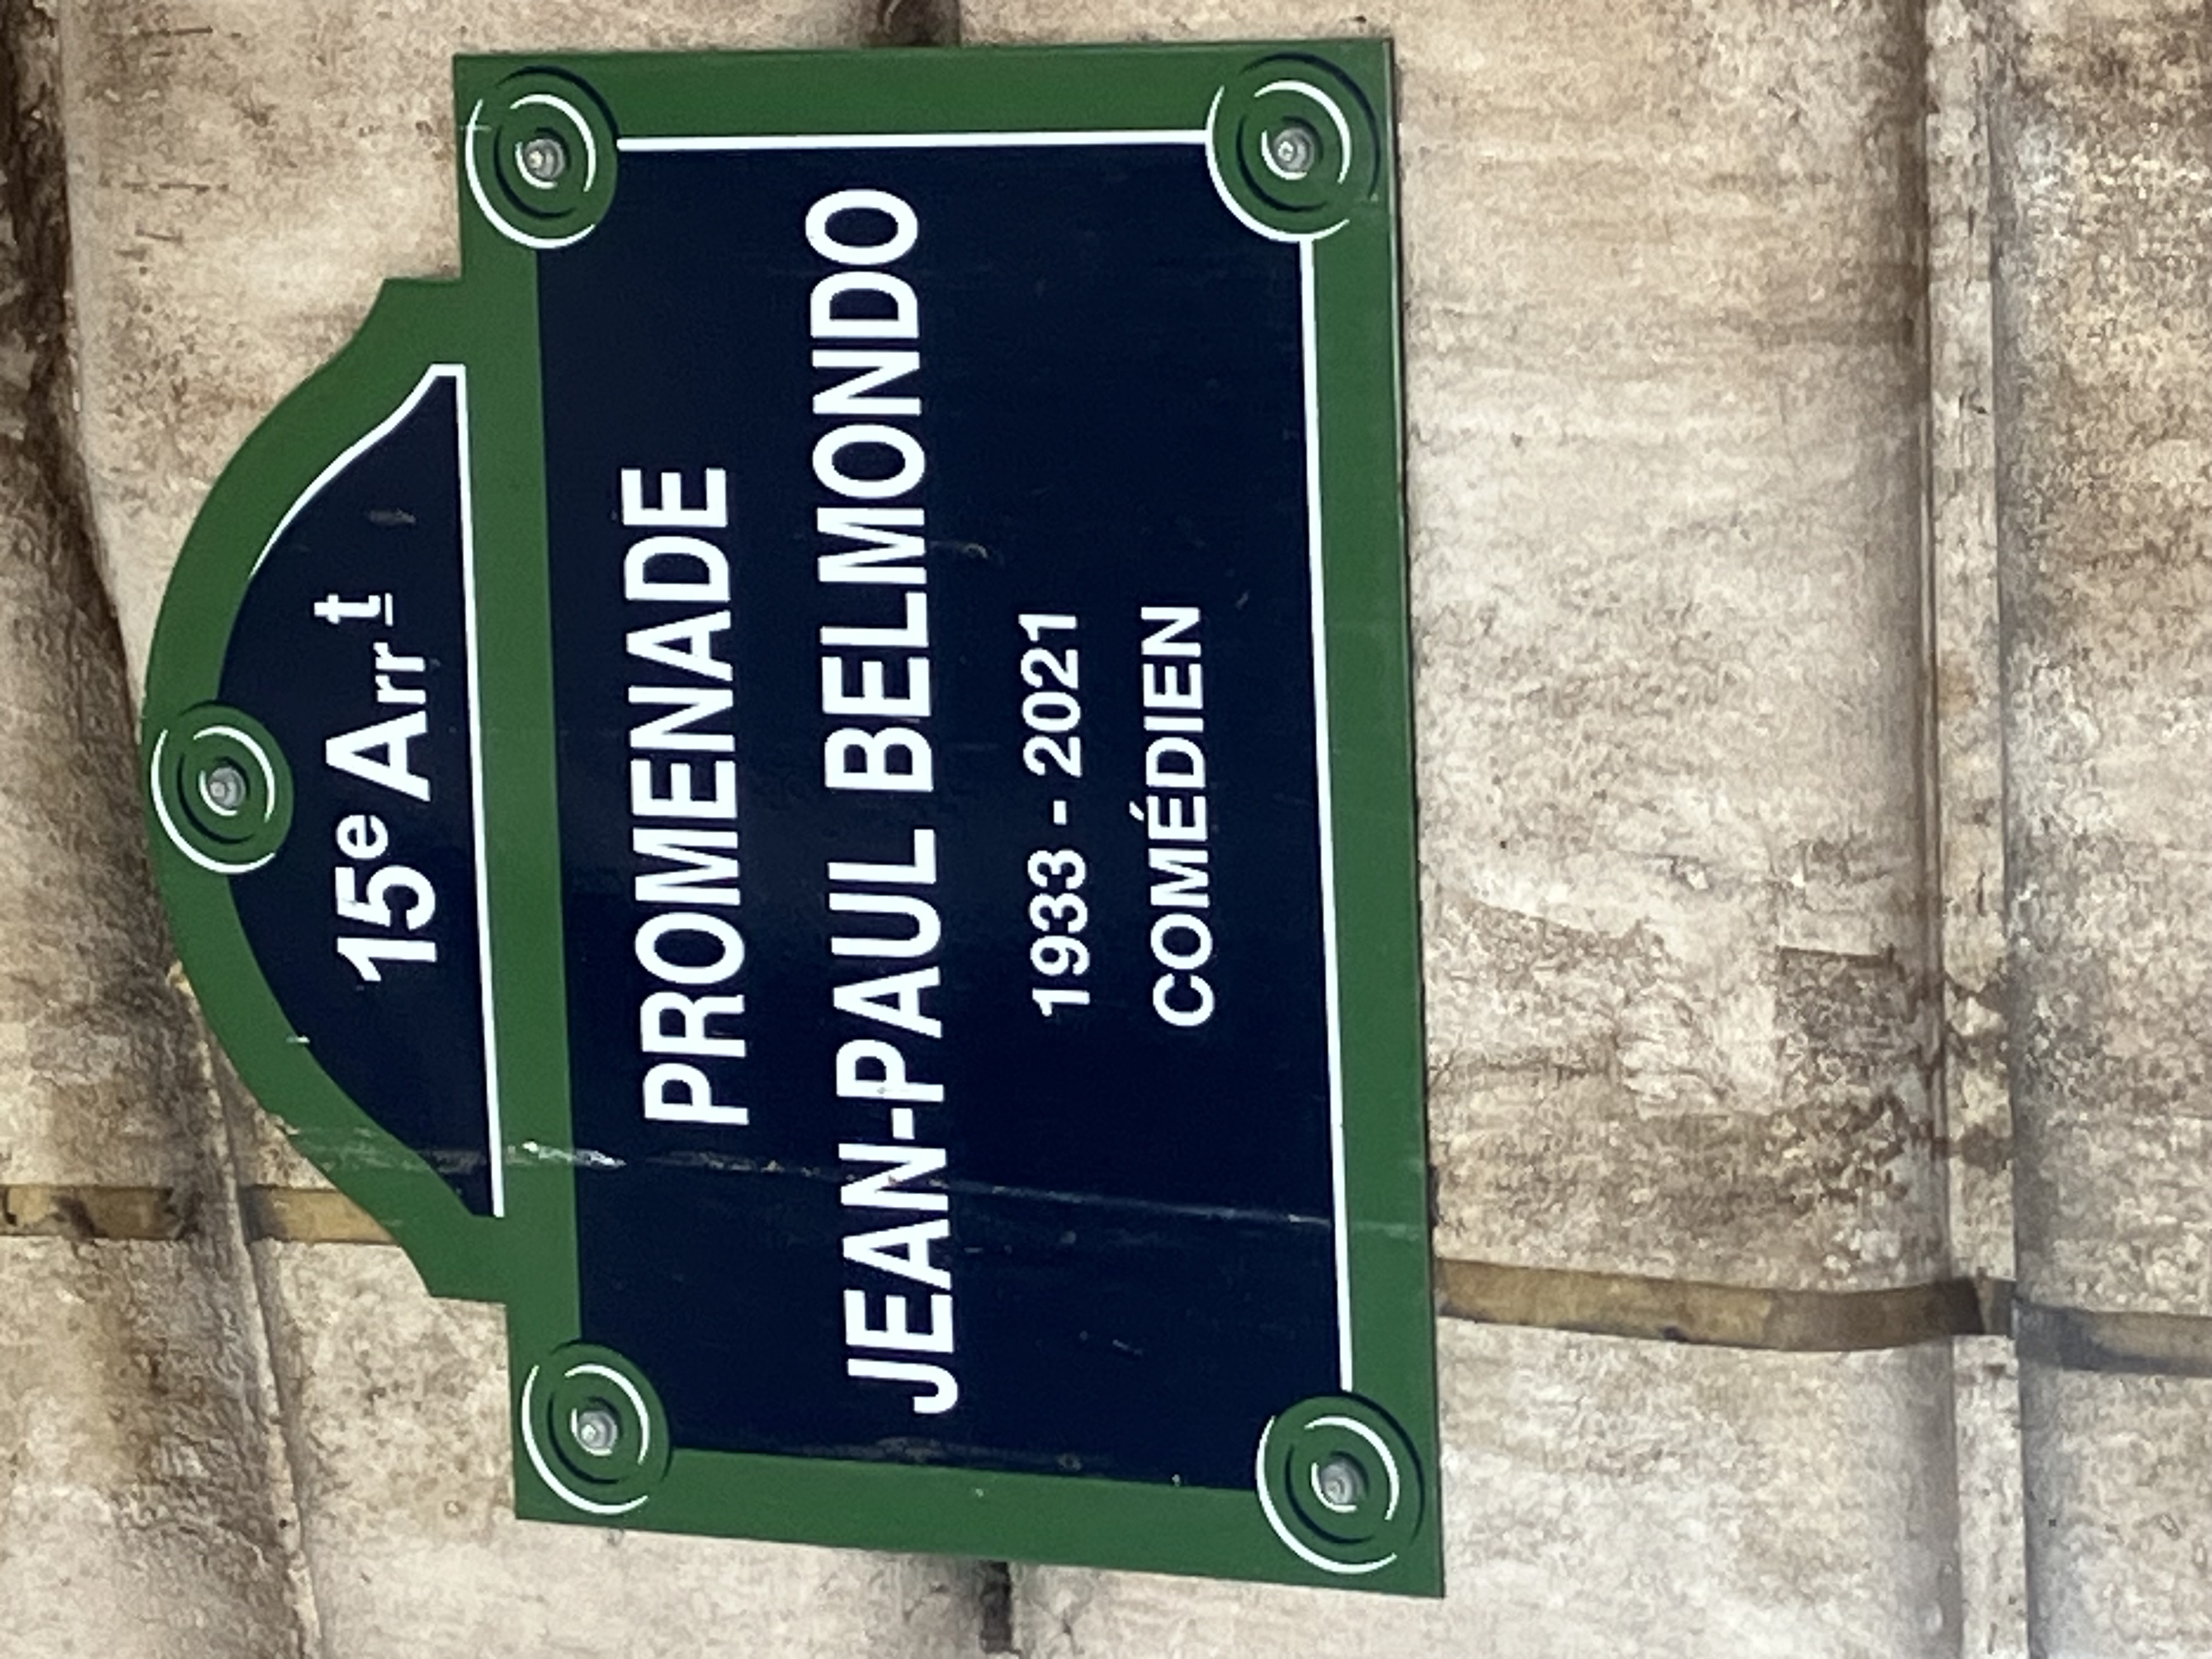 15e Arrt
PROMENADE
JEAN-PAUL BELMONDO
1933 - 2021
COMÉDIEN